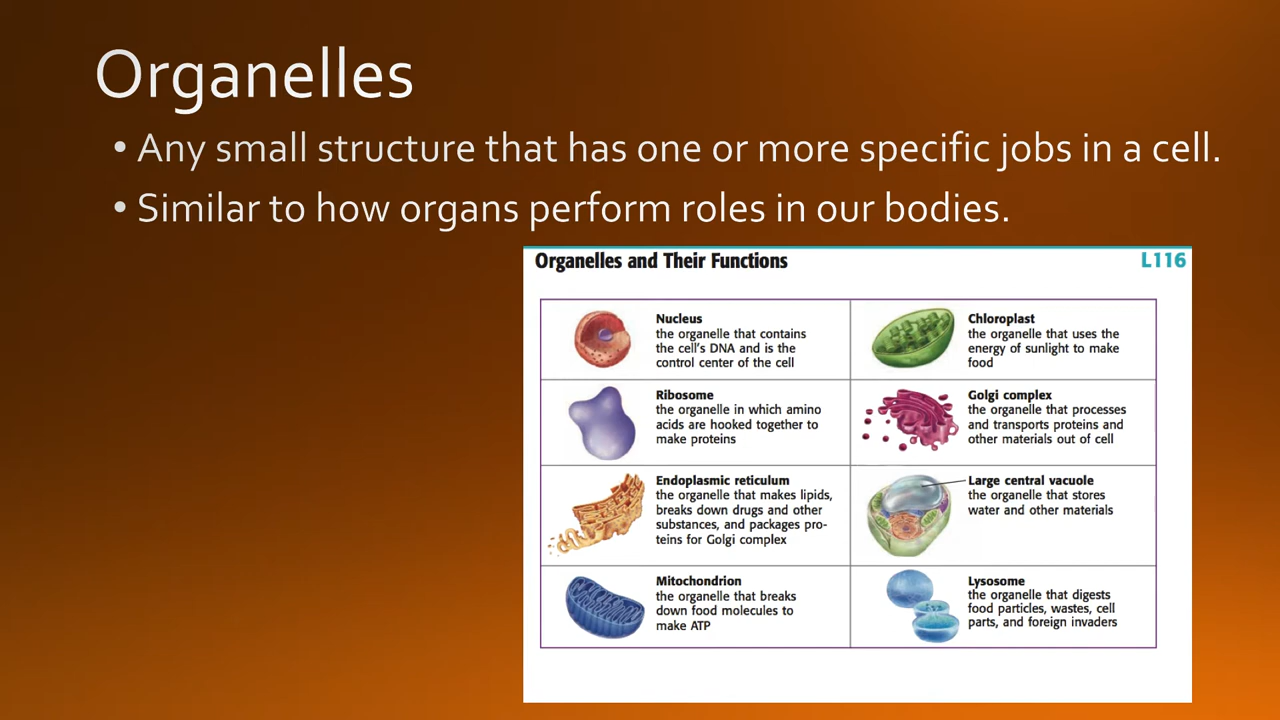 Organelles
• Any small structure that has one or more specific jobs in a cell.
• Similar to how organs perform roles in our bodies.
Organelles and Their Functions
L116
Nucleus
the organelle that contains
the cell's DNA and is the
control center of the cell
Chloroplast
the organelle that uses the
energy of sunlight to make
food
Ribosome
the organelle in which amino
acids are hooked together to
make proteins
Golgi complex
the organelle that processes
and transports proteins and
other materials out of cell
Endoplasmic reticulum
the organelle that makes lipids,
breaks down drugs and other
substances, and packages pro-
teins for Golgi complex
Large central vacuole
the organelle that stores
water and other materials
Mitochondrion
the organelle that breaks
down food molecules to
make ATP
Lysosome
the organelle that digests
food particles, wastes, cell
parts, and foreign invaders